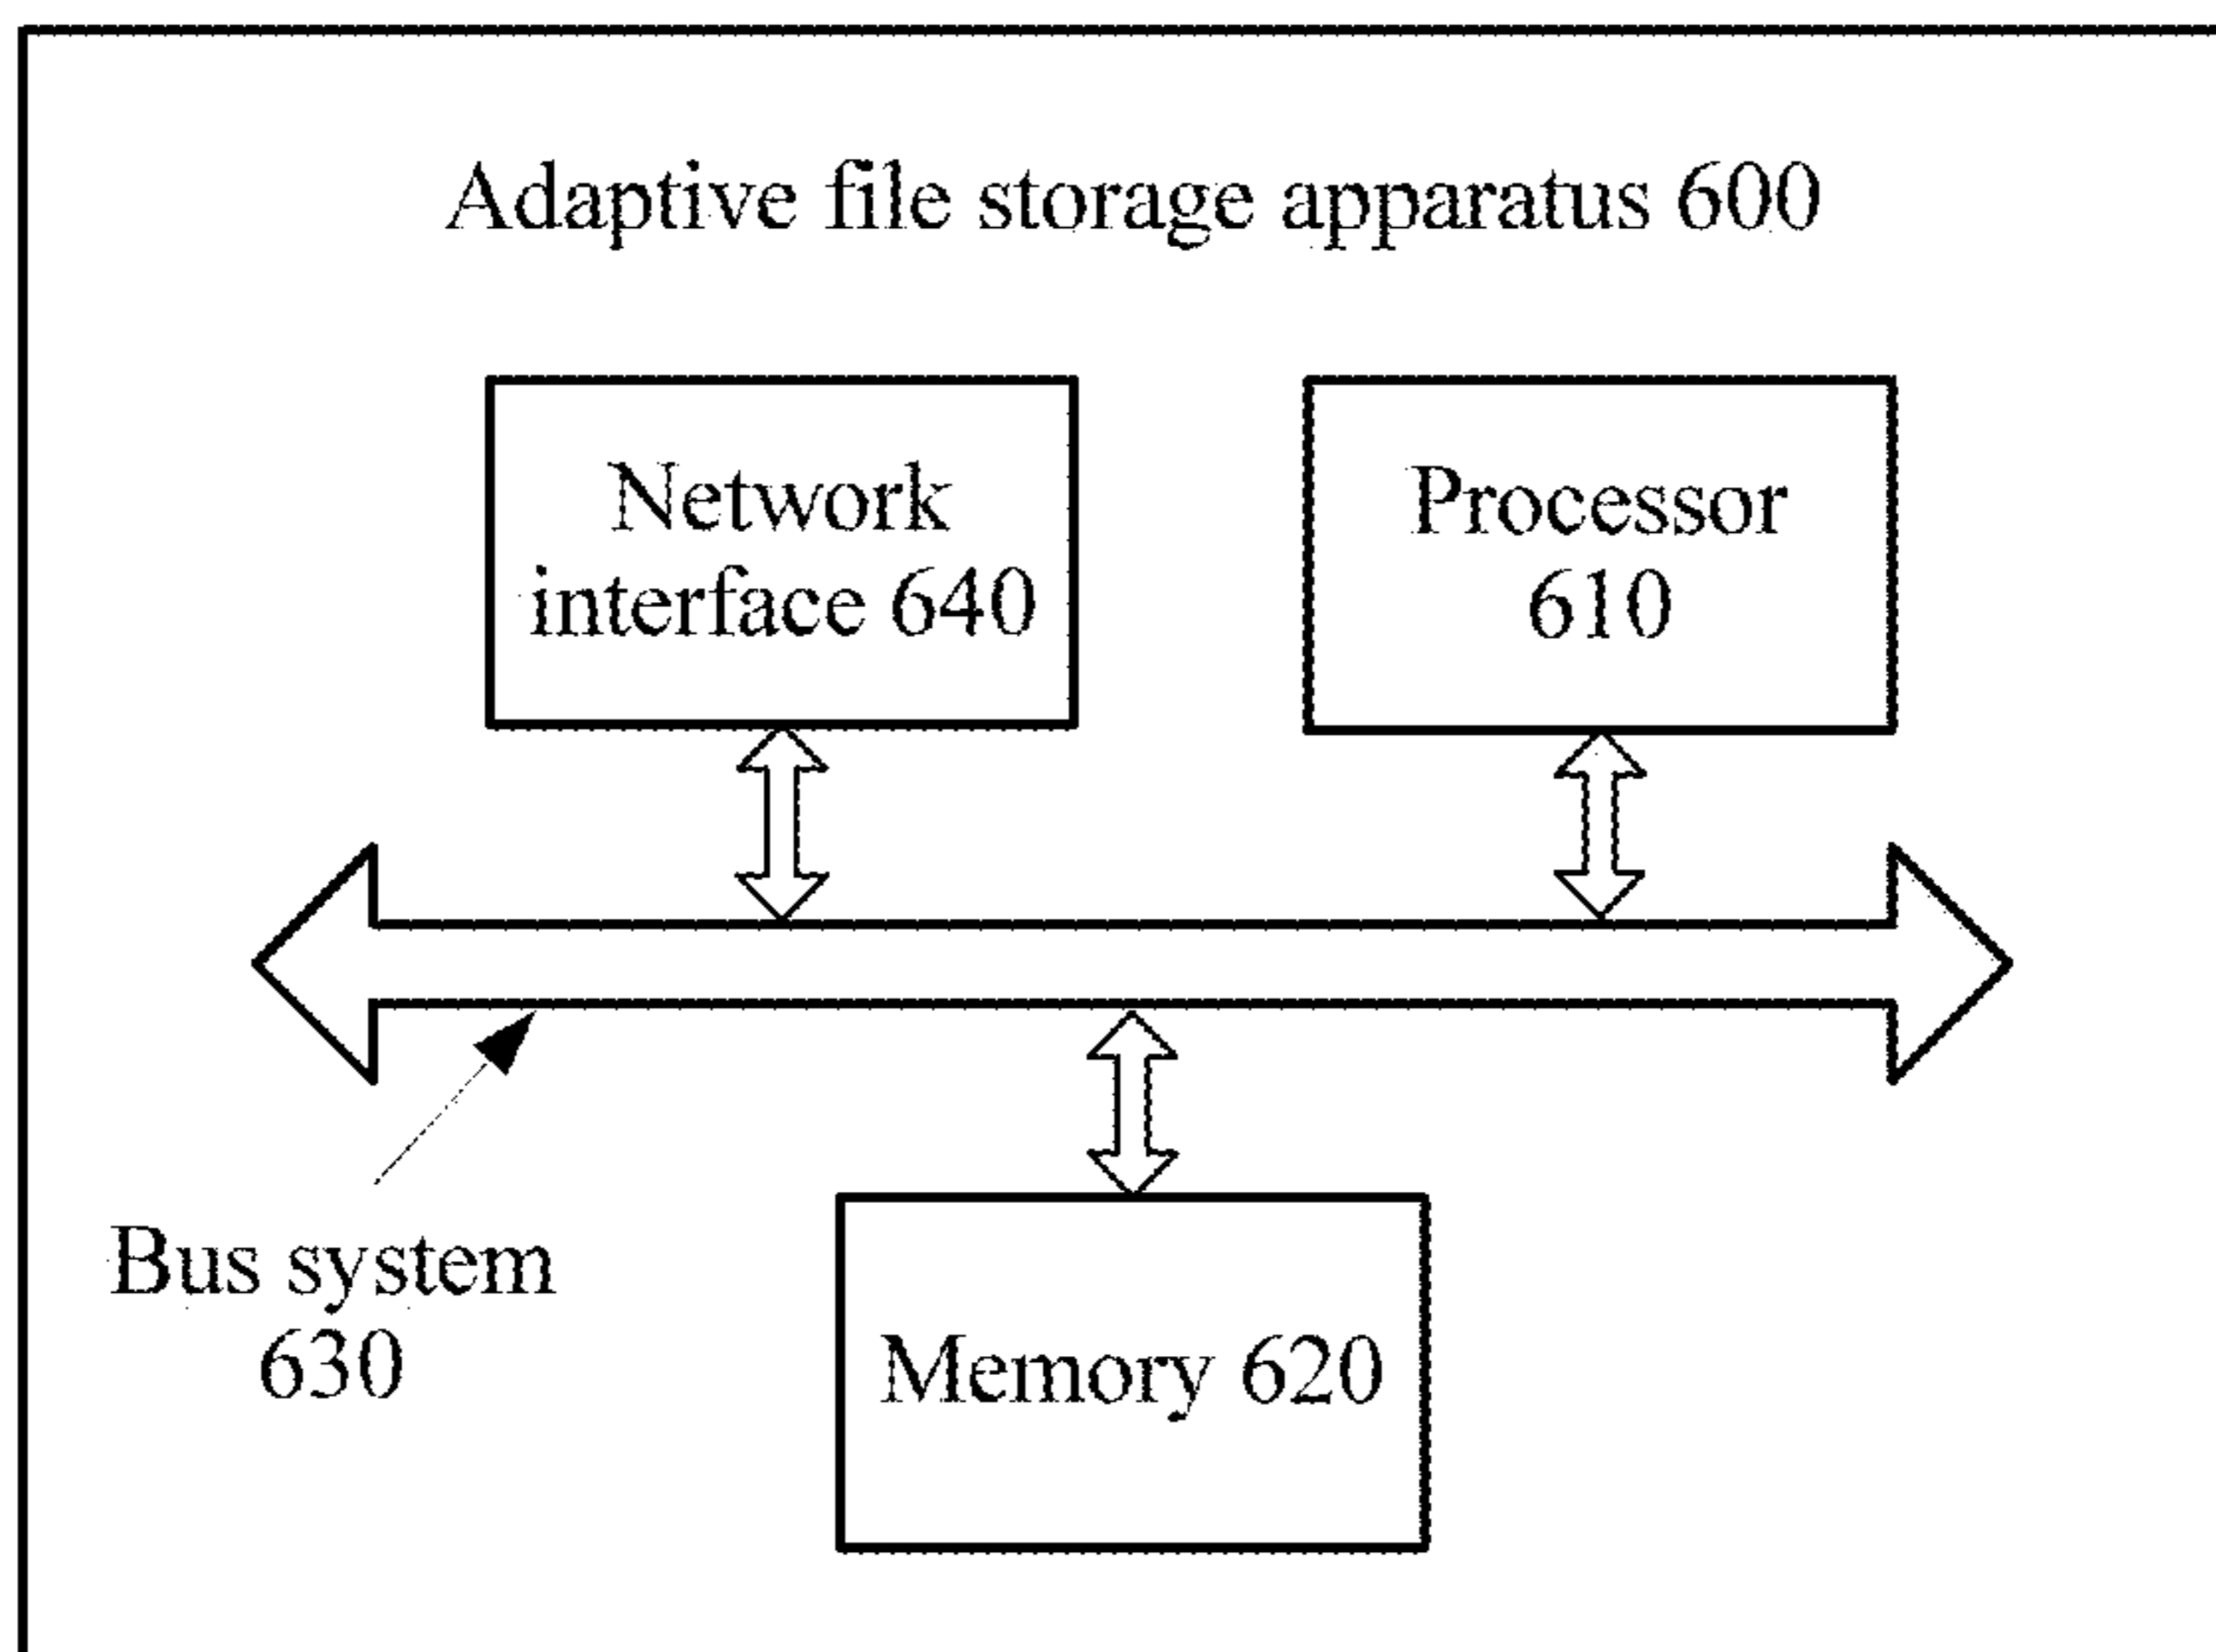 Adaptive file storage apparatus 600
Network
interface 640
Processor
610
Bus system
630
Memory 620